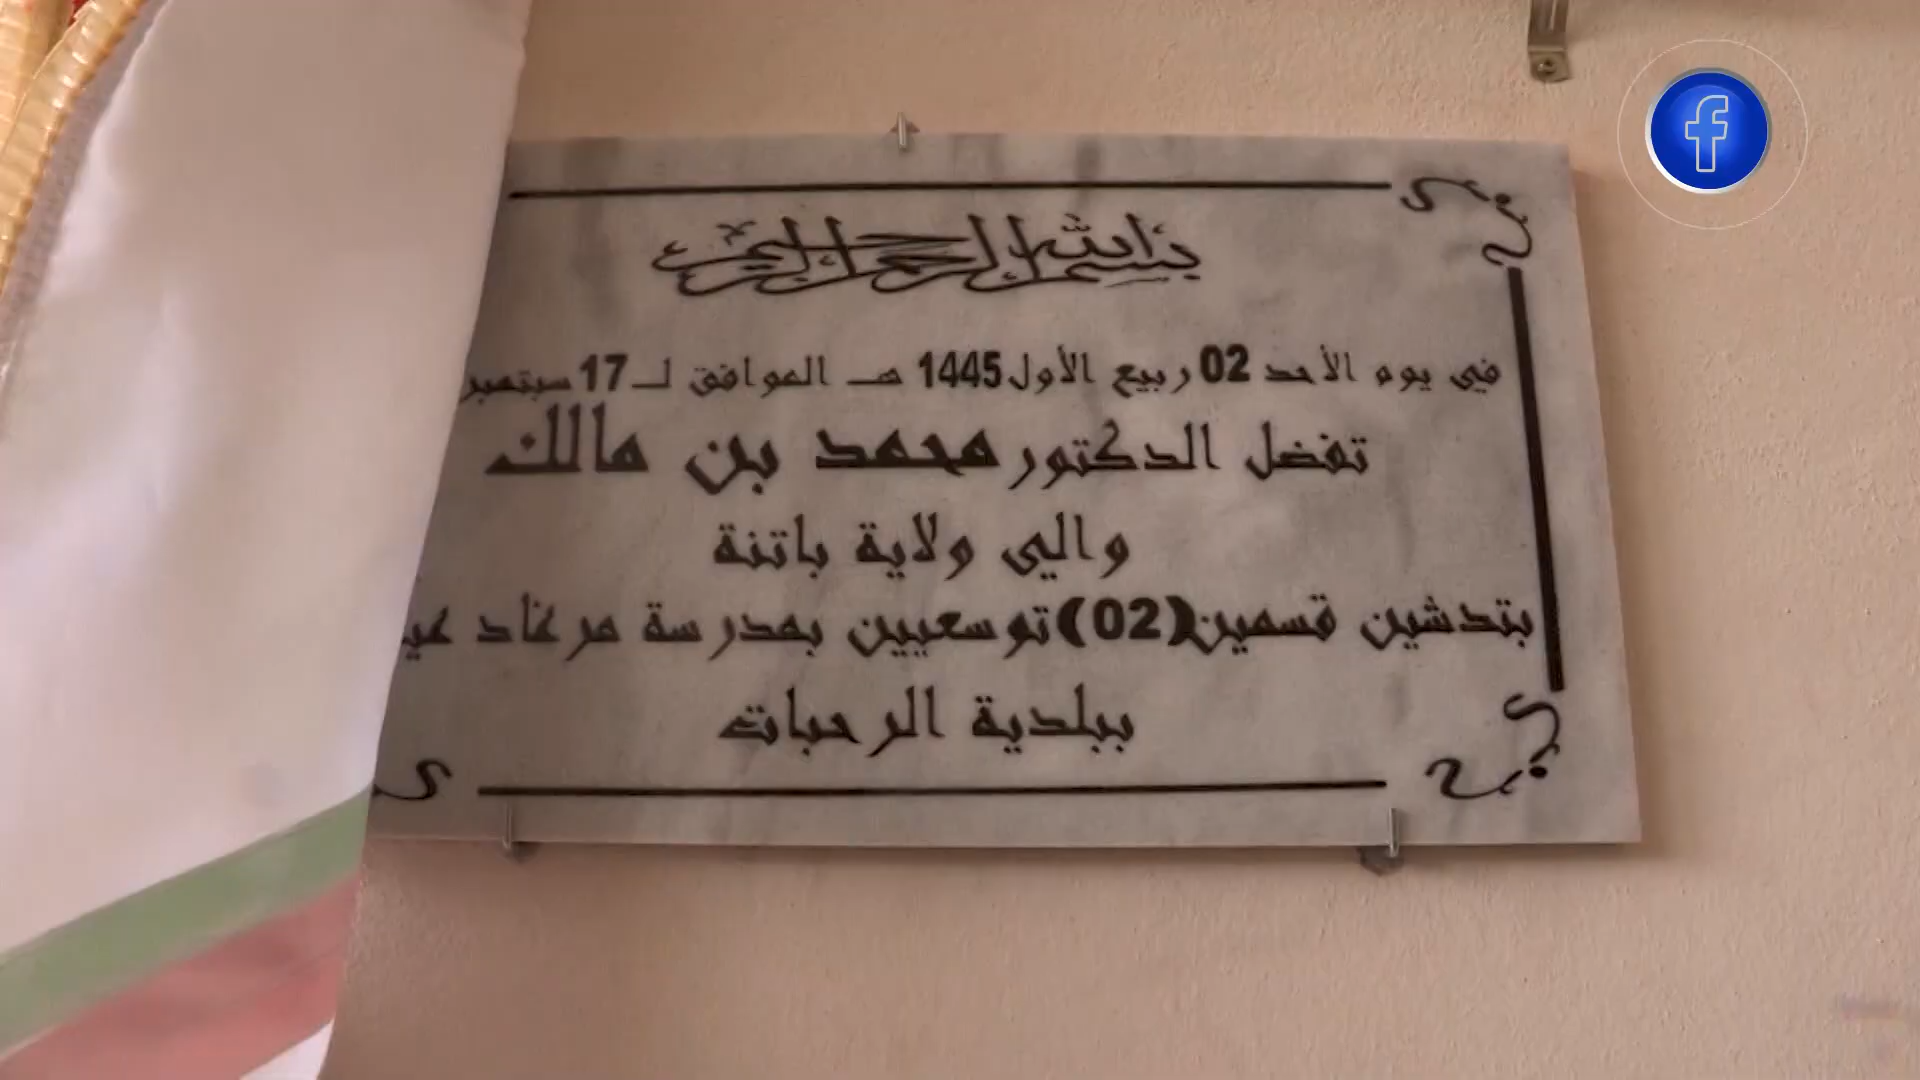 بسم الله الرحمن الرحيم
في يوم الأحد 02 ربيع الأول 1445 هـ الموافق لـ 17 سبتمبر
تفضل الدكتور محمد بن مالك
والي ولاية باتنة
بتدشين قسمين (02) توسعيين بمدرسة مرغاد
ببلدية الرحبات